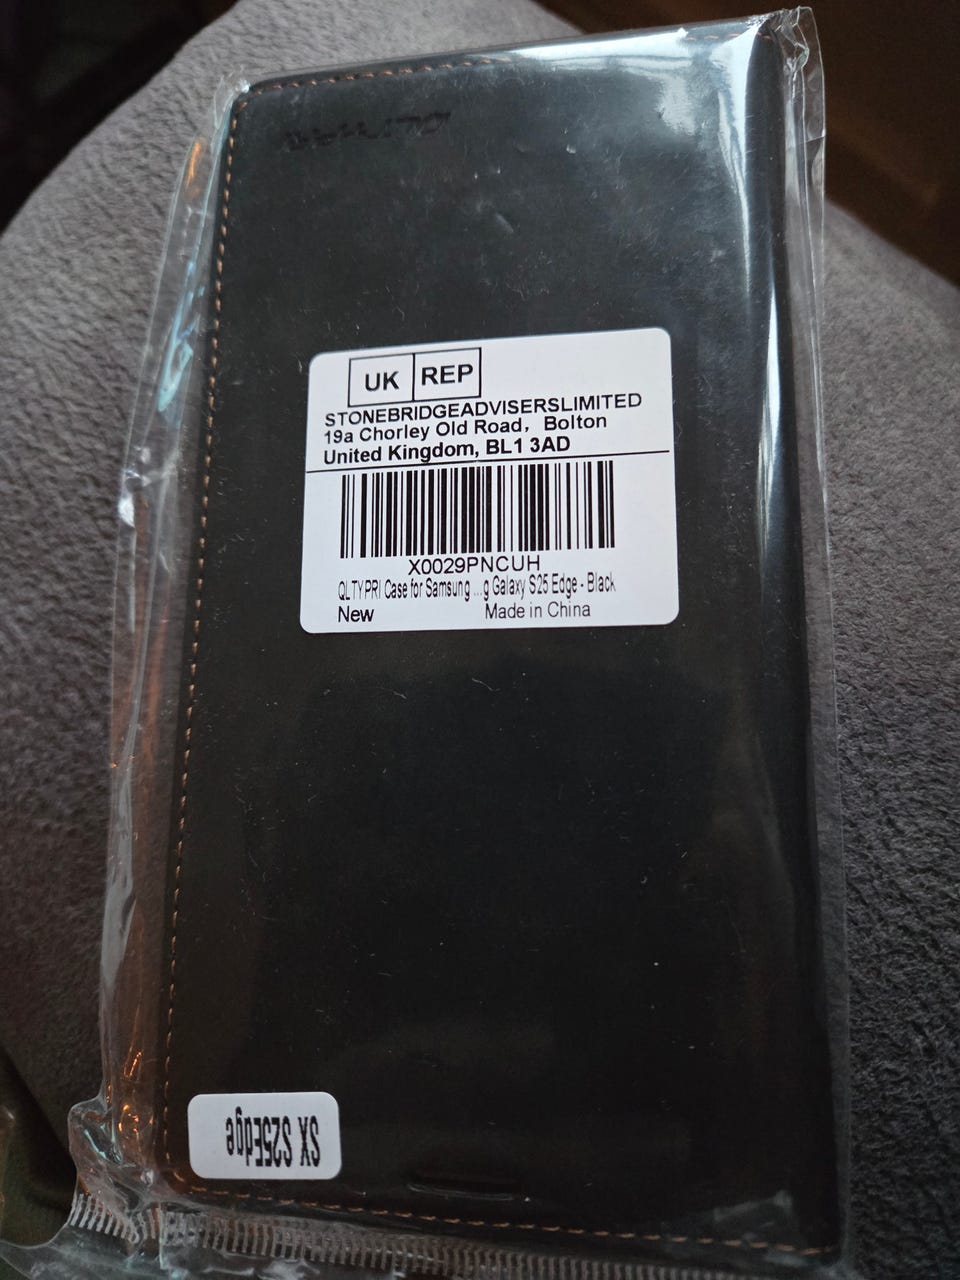 UK REP
STONEBRIDGEADVISERSLIMITED
19a Chorley Old Road, Bolton
United Kingdom, BL1 3AD
X0029PNCUH
QLTYPRI Case for Samsung ...g Galaxy S25 Edge - Black
New Made in China
SX S25Edge